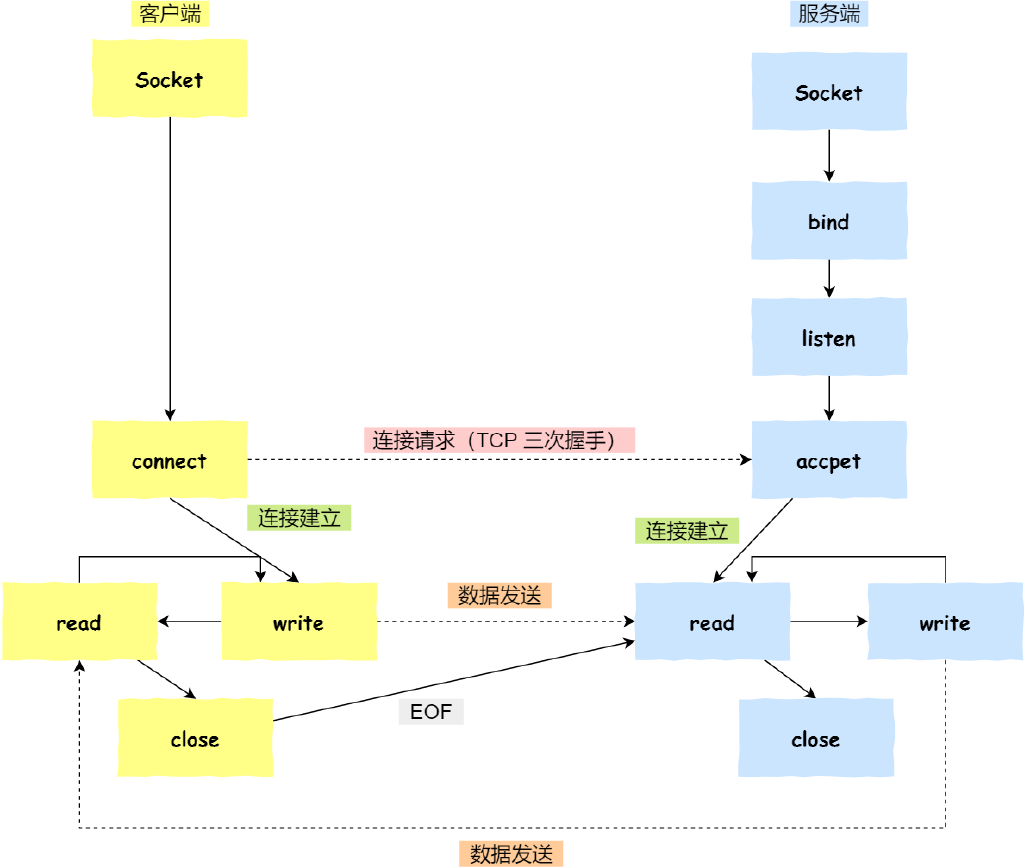 客户端
服务端
Socket
Socket
bind
listen
connect
连接请求（TCP 三次握手）
accpet
连接建立
连接建立
read
write
数据发送
read
write
close
EOF
close
数据发送